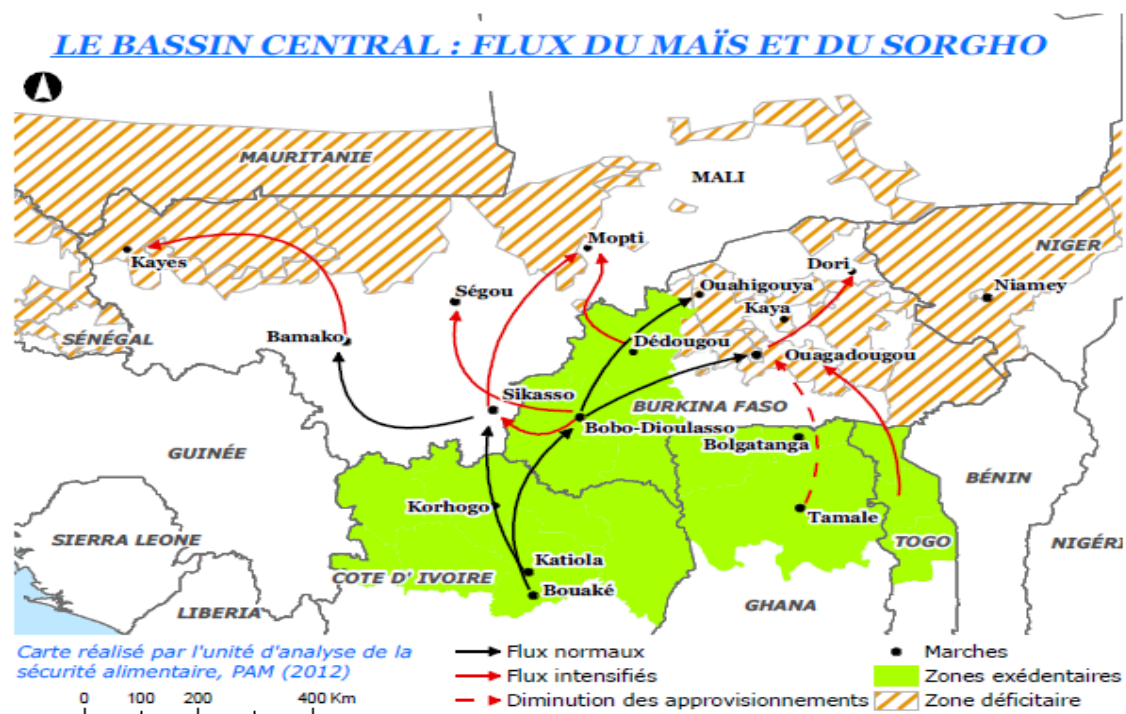 LE BASSIN CENTRAL : FLUX DU MAÏS ET DU SORGHO
MAURITANIE
MALI
Mopti
NIGER
Kayes
Dori
Ségou
Ouahigouya
Niamey
Kaya
SÉNÉGAL
Bamako
Dédougou
Ouagadougou
Sikasso
BURKINA FASO
Bobo-Dioulasso
Bolgatanga
GUINÉE
BÉNIN
Korhogo
Tamale
SIERRA LEONE
TOGO
NIGÉRI
Katiola
COTE D' IVOIRE
Bouaké
LIBERIA
GHANA
Carte réalisé par l'unité d'analyse de la
sécurité alimentaire, PAM (2012)
0 100 200 400 Km
Flux normaux
Flux intensifiés
Diminution des approvisionnements
Marches
Zones exédentaires
Zone déficitaire